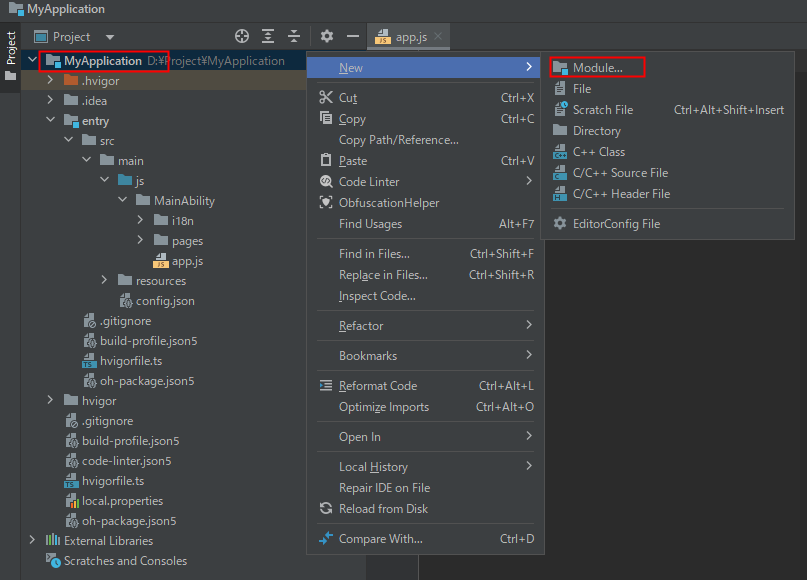 MyApplication
Project
Project
app.js
MyApplication D:¥Project¥MyApplication
.hvigor
.idea
entry
src
main
js
MainAbility
i18n
pages
app.js
resources
config.json
.gitignore
build-profile.json5
hvigorfile.ts
oh-package.json5
hvigor
.gitignore
build-profile.json5
code-linter.json5
hvigorfile.ts
local.properties
oh-package.json5
External Libraries
Scratches and Consoles
New
Cut Ctrl+X
Copy Ctrl+C
Copy Path/Reference...
Paste Ctrl+V
Code Linter
ObfuscationHelper
Find Usages Alt+F7
Find in Files... Ctrl+Shift+F
Replace in Files... Ctrl+Shift+R
Inspect Code...
Refactor
Bookmarks
Reformat Code Ctrl+Alt+L
Optimize Imports Ctrl+Alt+O
Open In
Local History
Repair IDE on File
Reload from Disk
Compare With... Ctrl+D
Module...
File
Scratch File Ctrl+Alt+Shift+Insert
Directory
C++ Class
C/C++ Source File
C/C++ Header File
EditorConfig File